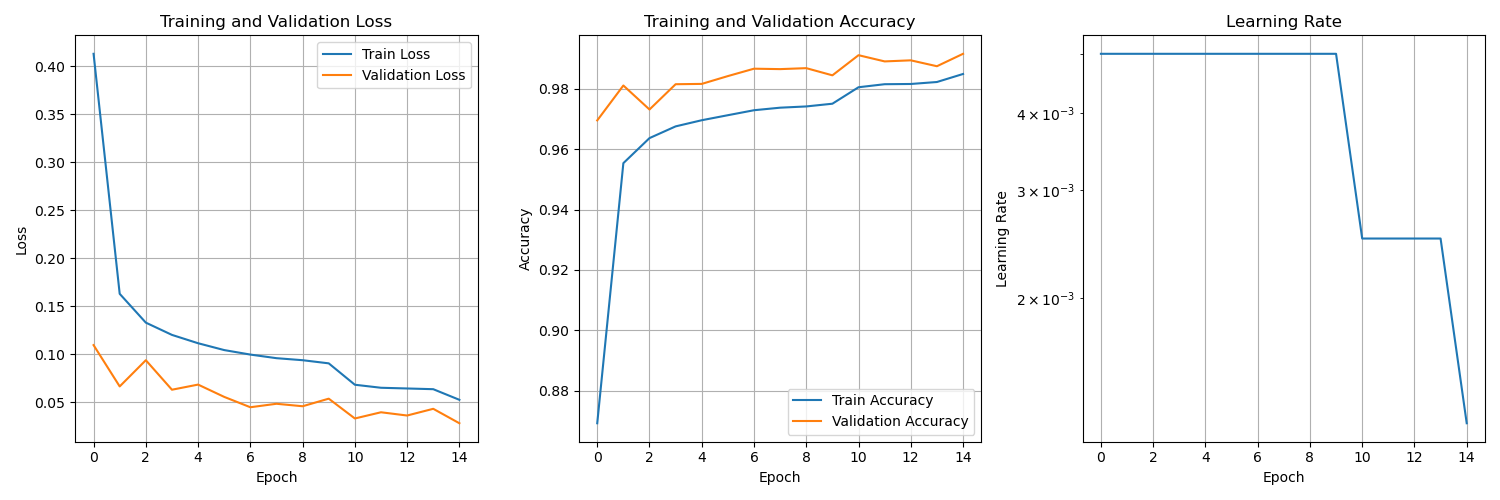 Training and Validation Loss
Loss
0.40
0.35
0.30
0.25
0.20
0.15
0.10
0.05
Train Loss
Validation Loss
0 2 4 6 8 10 12 14
Epoch
Training and Validation Accuracy
Accuracy
0.98
0.96
0.94
0.92
0.90
0.88
Train Accuracy
Validation Accuracy
0 2 4 6 8 10 12 14
Epoch
Learning Rate
Learning Rate
4 × 10⁻³
3 × 10⁻³
2 × 10⁻³
0 2 4 6 8 10 12 14
Epoch